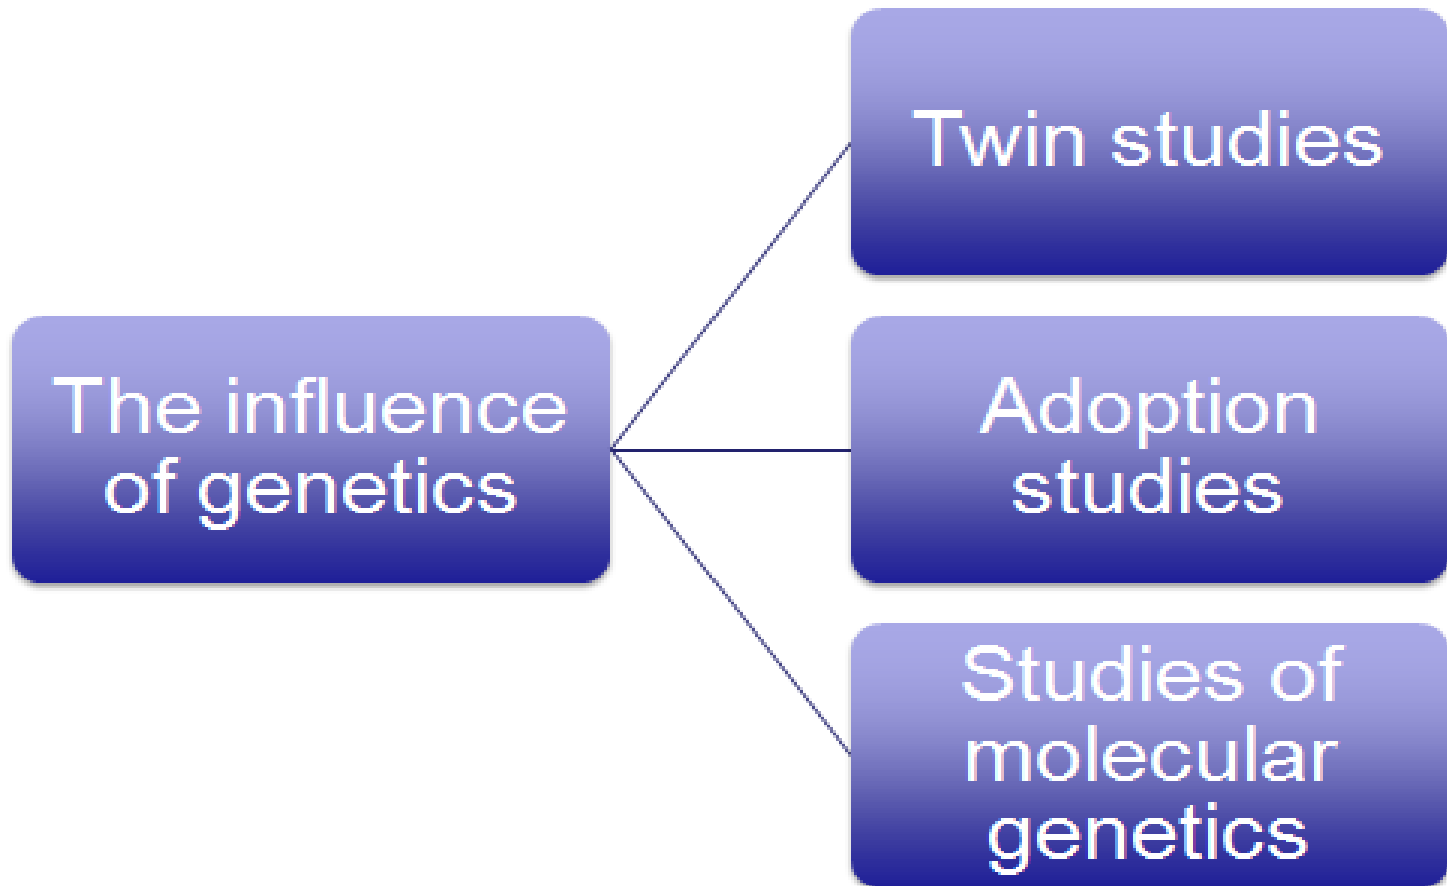 Twin studies
The influence
of genetics
Adoption
studies
Studies of
molecular
genetics